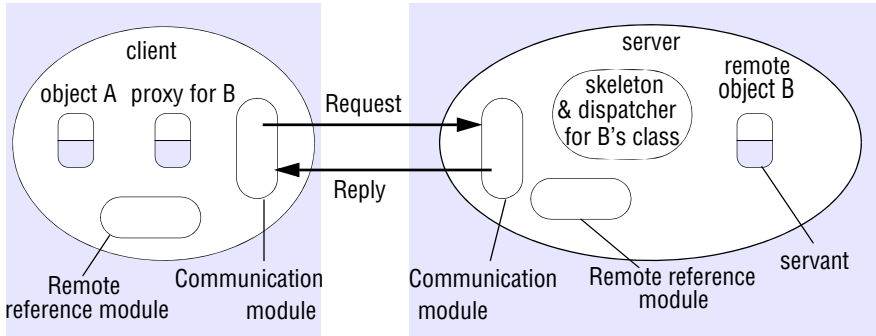 client
object A
proxy for B
Request
Reply
Remote
reference module
Communication
module
server
skeleton
& dispatcher
for B's class
remote
object B
Communication
module
Remote reference
module
servant